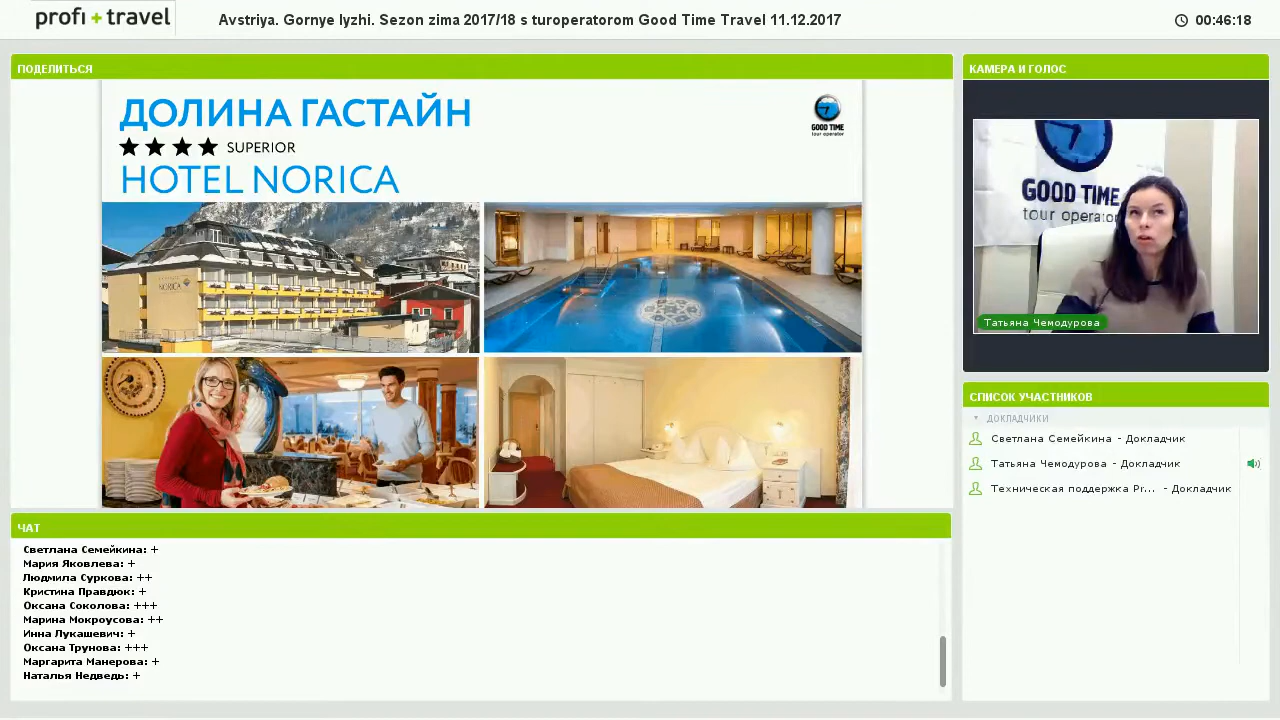 profi + travel
Avstriya. Gornye lyzhi. Sezon zima 2017/18 s turoperatorom Good Time Travel 11.12.2017
00:46:18
ПОДЕЛИТЬСЯ
ДОЛИНА ГАСТАЙН
SUPERIOR
HOTEL NORICA
GOOD TIME
tour operator
NORICA
КАМЕРА И ГОЛОС
GOOD TIME
tour operator
Татьяна Чемодурова
СПИСОК УЧАСТНИКОВ
ДОКЛАДЧИКИ
Светлана Семейкина - Докладчик
Татьяна Чемодурова - Докладчик
Техническая поддержка Pr... - Докладчик
ЧАТ
Светлана Семейкина: +
Мария Яковлева: +
Людмила Суркова: ++
Кристина Правдюк: +
Оксана Соколова: +++
Марина Мокроусова: ++
Инна Лукашевич: +
Оксана Трунова: +++
Маргарита Манерова: +
Наталья Недведь: +